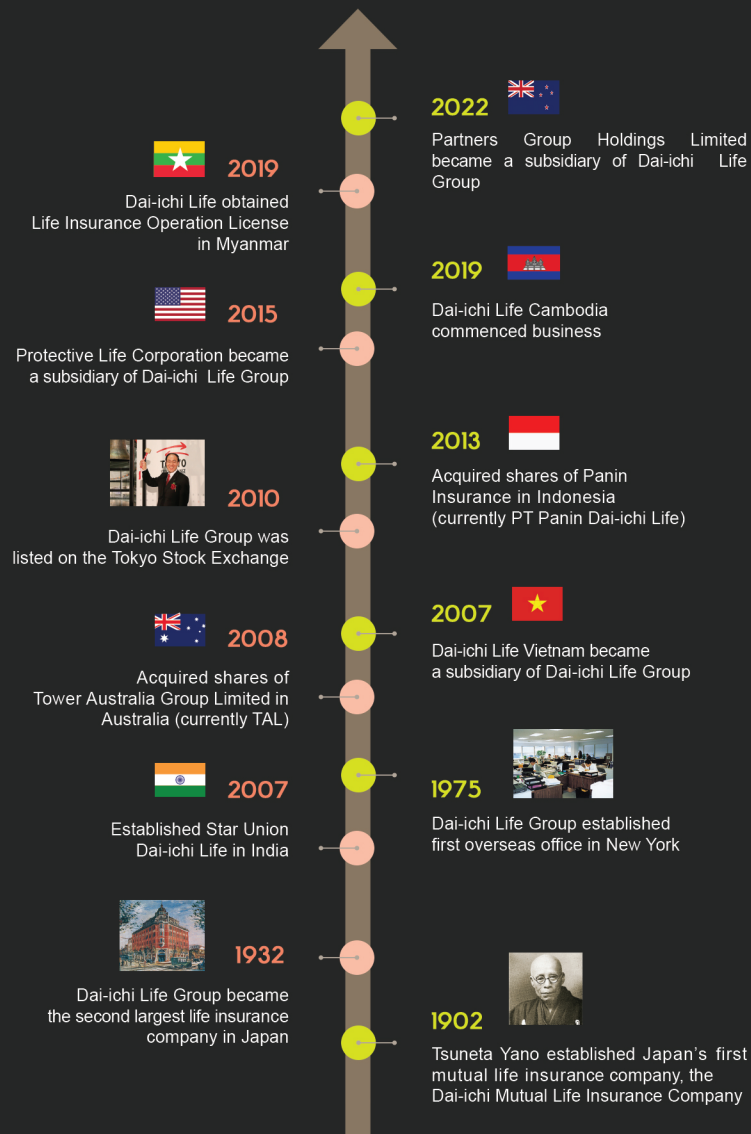 2022
Partners Group Holdings Limited
became a subsidiary of Dai-ichi Life
Group
2019
Dai-ichi Life obtained
Life Insurance Operation License
in Myanmar
2019
Dai-ichi Life Cambodia
commenced business
2015
Protective Life Corporation became
a subsidiary of Dai-ichi Life Group
2013
Acquired shares of Panin
Insurance in Indonesia
(currently PT Panin Dai-ichi Life)
2010
Dai-ichi Life Group was
listed on the Tokyo Stock Exchange
2007
Dai-ichi Life Vietnam became
a subsidiary of Dai-ichi Life Group
2008
Acquired shares of
Tower Australia Group Limited in
Australia (currently TAL)
1975
Dai-ichi Life Group established
first overseas office in New York
2007
Established Star Union
Dai-ichi Life in India
1932
Dai-ichi Life Group became
the second largest life insurance
company in Japan
1902
Tsuneta Yano established Japan's first
mutual life insurance company, the
Dai-ichi Mutual Life Insurance Company